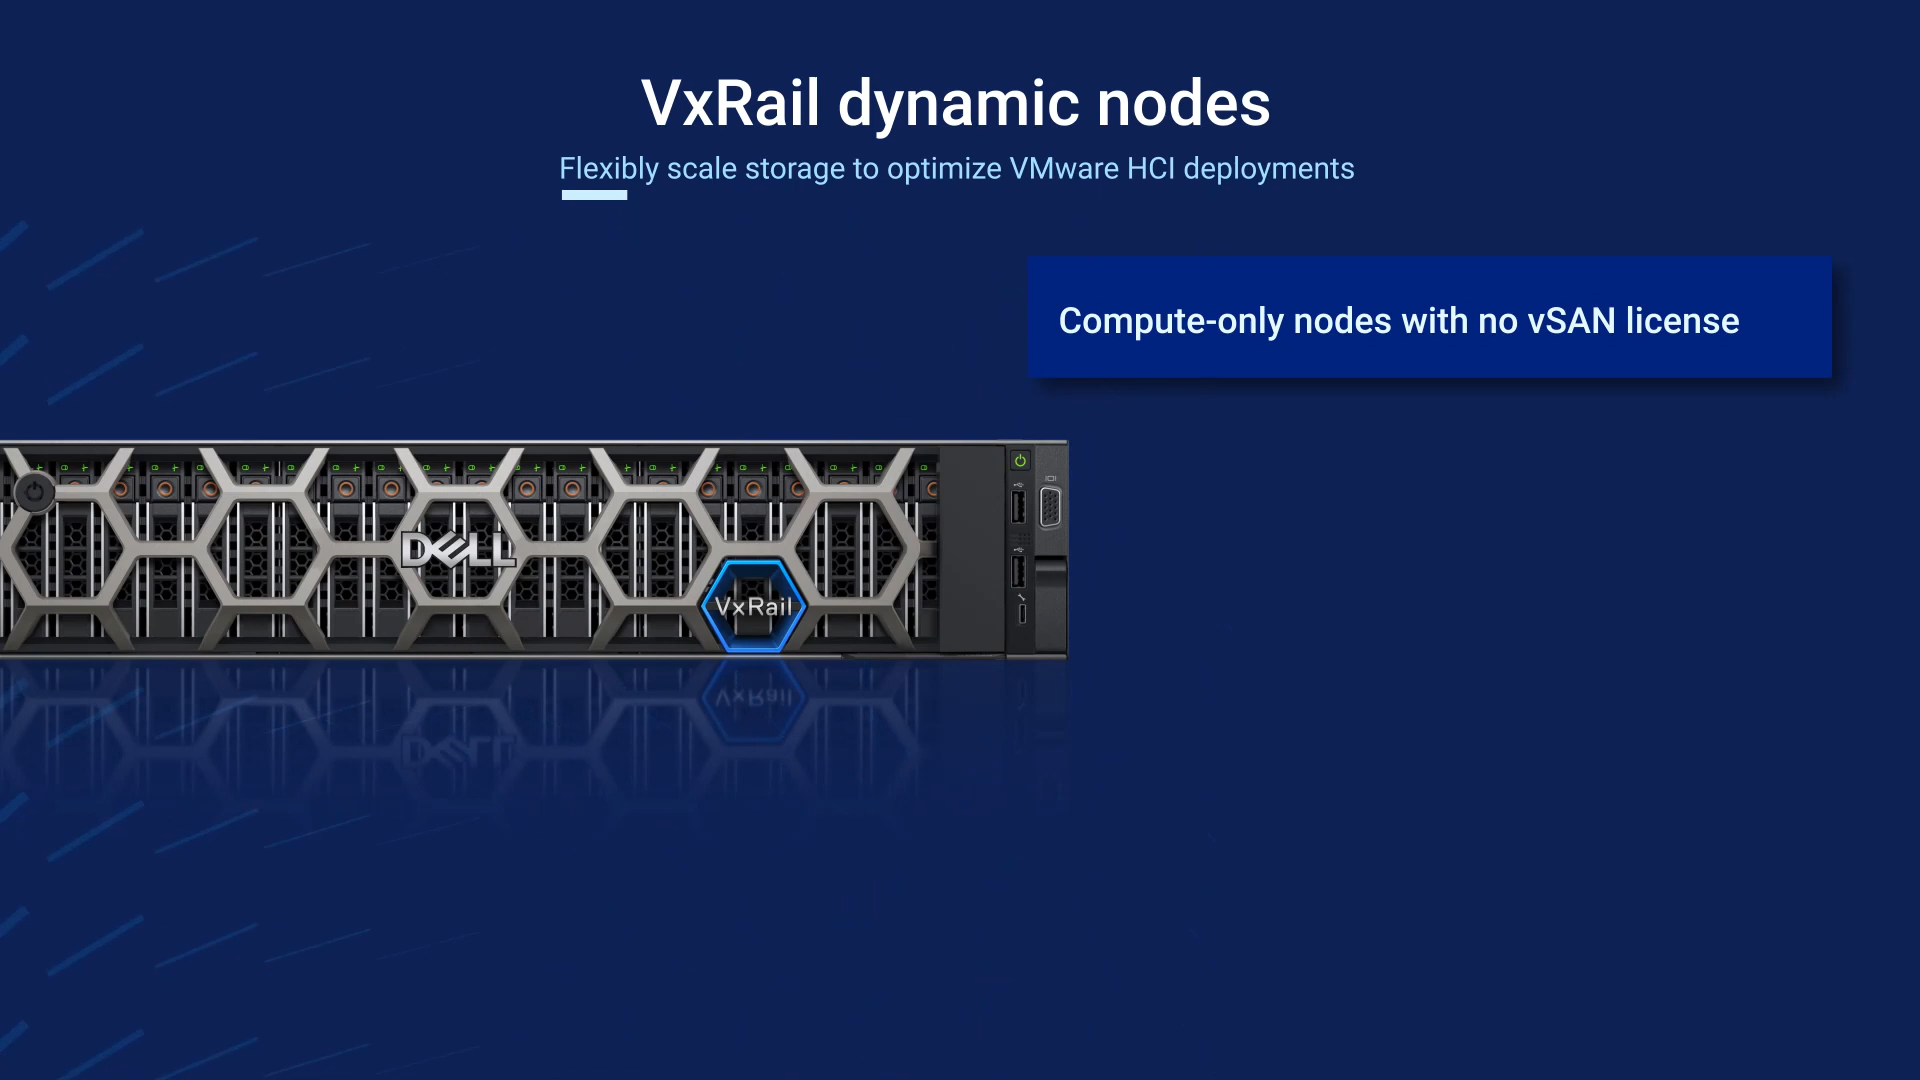 VxRail dynamic nodes
Flexibly scale storage to optimize VMware HCI deployments
Compute-only nodes with no vSAN license
DELL
VxRail